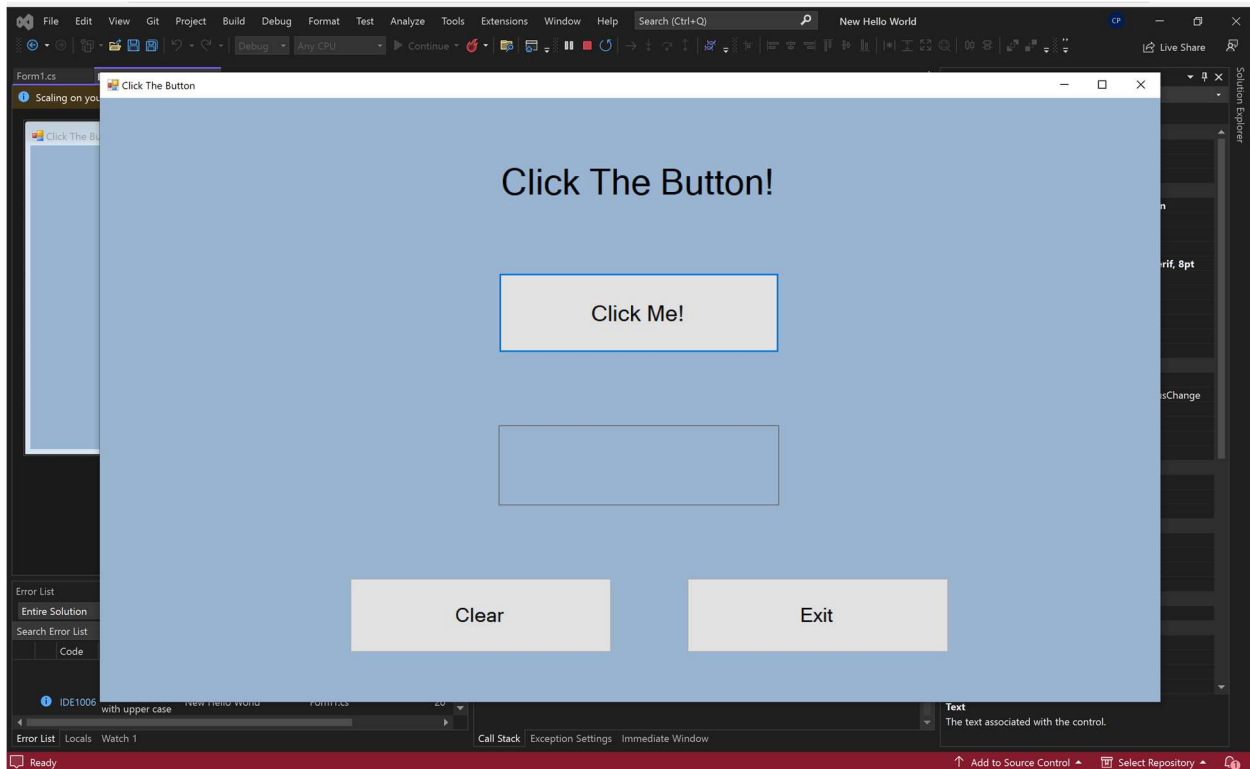 File Edit View Git Project Build Debug Format Test Analyze Tools Extensions Window Help Search (Ctrl+Q) New Hello World CP
Debug Any CPU Continue Live Share
Form1.cs
Click The Button
Scaling on you
Click The Bu
Solution Explorer
Click The Button!
Click Me!
Clear
Exit
rif, 8pt
Error List
Entire Solution
Search Error List
Code
IDE1006
with upper case
New Hello World
Form1.cs
20
Text
The text associated with the control.
Error List Locals Watch 1
Call Stack Exception Settings Immediate Window
Ready
Add to Source Control Select Repository